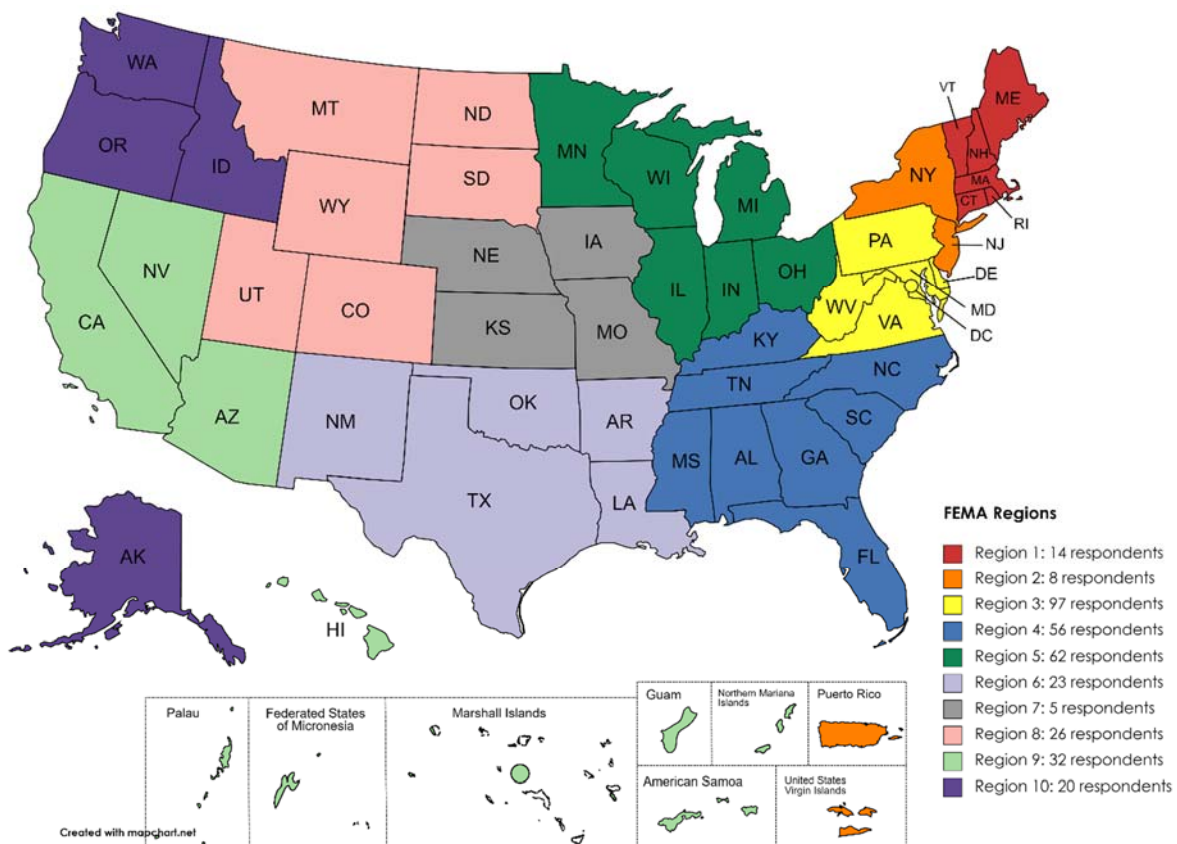 WA
MT
ND
MN
VT
ME
OR
ID
SD
WI
MI
NY
NH
MA
CT
RI
WY
NE
IA
PA
NJ
NV
UT
CO
IL
IN
OH
DE
CA
KS
MO
WV
VA
MD
DC
KY
NC
TN
AZ
NM
OK
AR
SC
MS
AL
GA
TX
LA
FL
AK
HI
FEMA Regions
Region 1: 14 respondents
Region 2: 8 respondents
Region 3: 97 respondents
Region 4: 56 respondents
Region 5: 62 respondents
Region 6: 23 respondents
Region 7: 5 respondents
Region 8: 26 respondents
Region 9: 32 respondents
Region 10: 20 respondents
Palau
Federated States
of Micronesia
Marshall Islands
Guam
Northern Mariana
Islands
Puerto Rico
American Samoa
United States
Virgin Islands
Created with mapchart.net